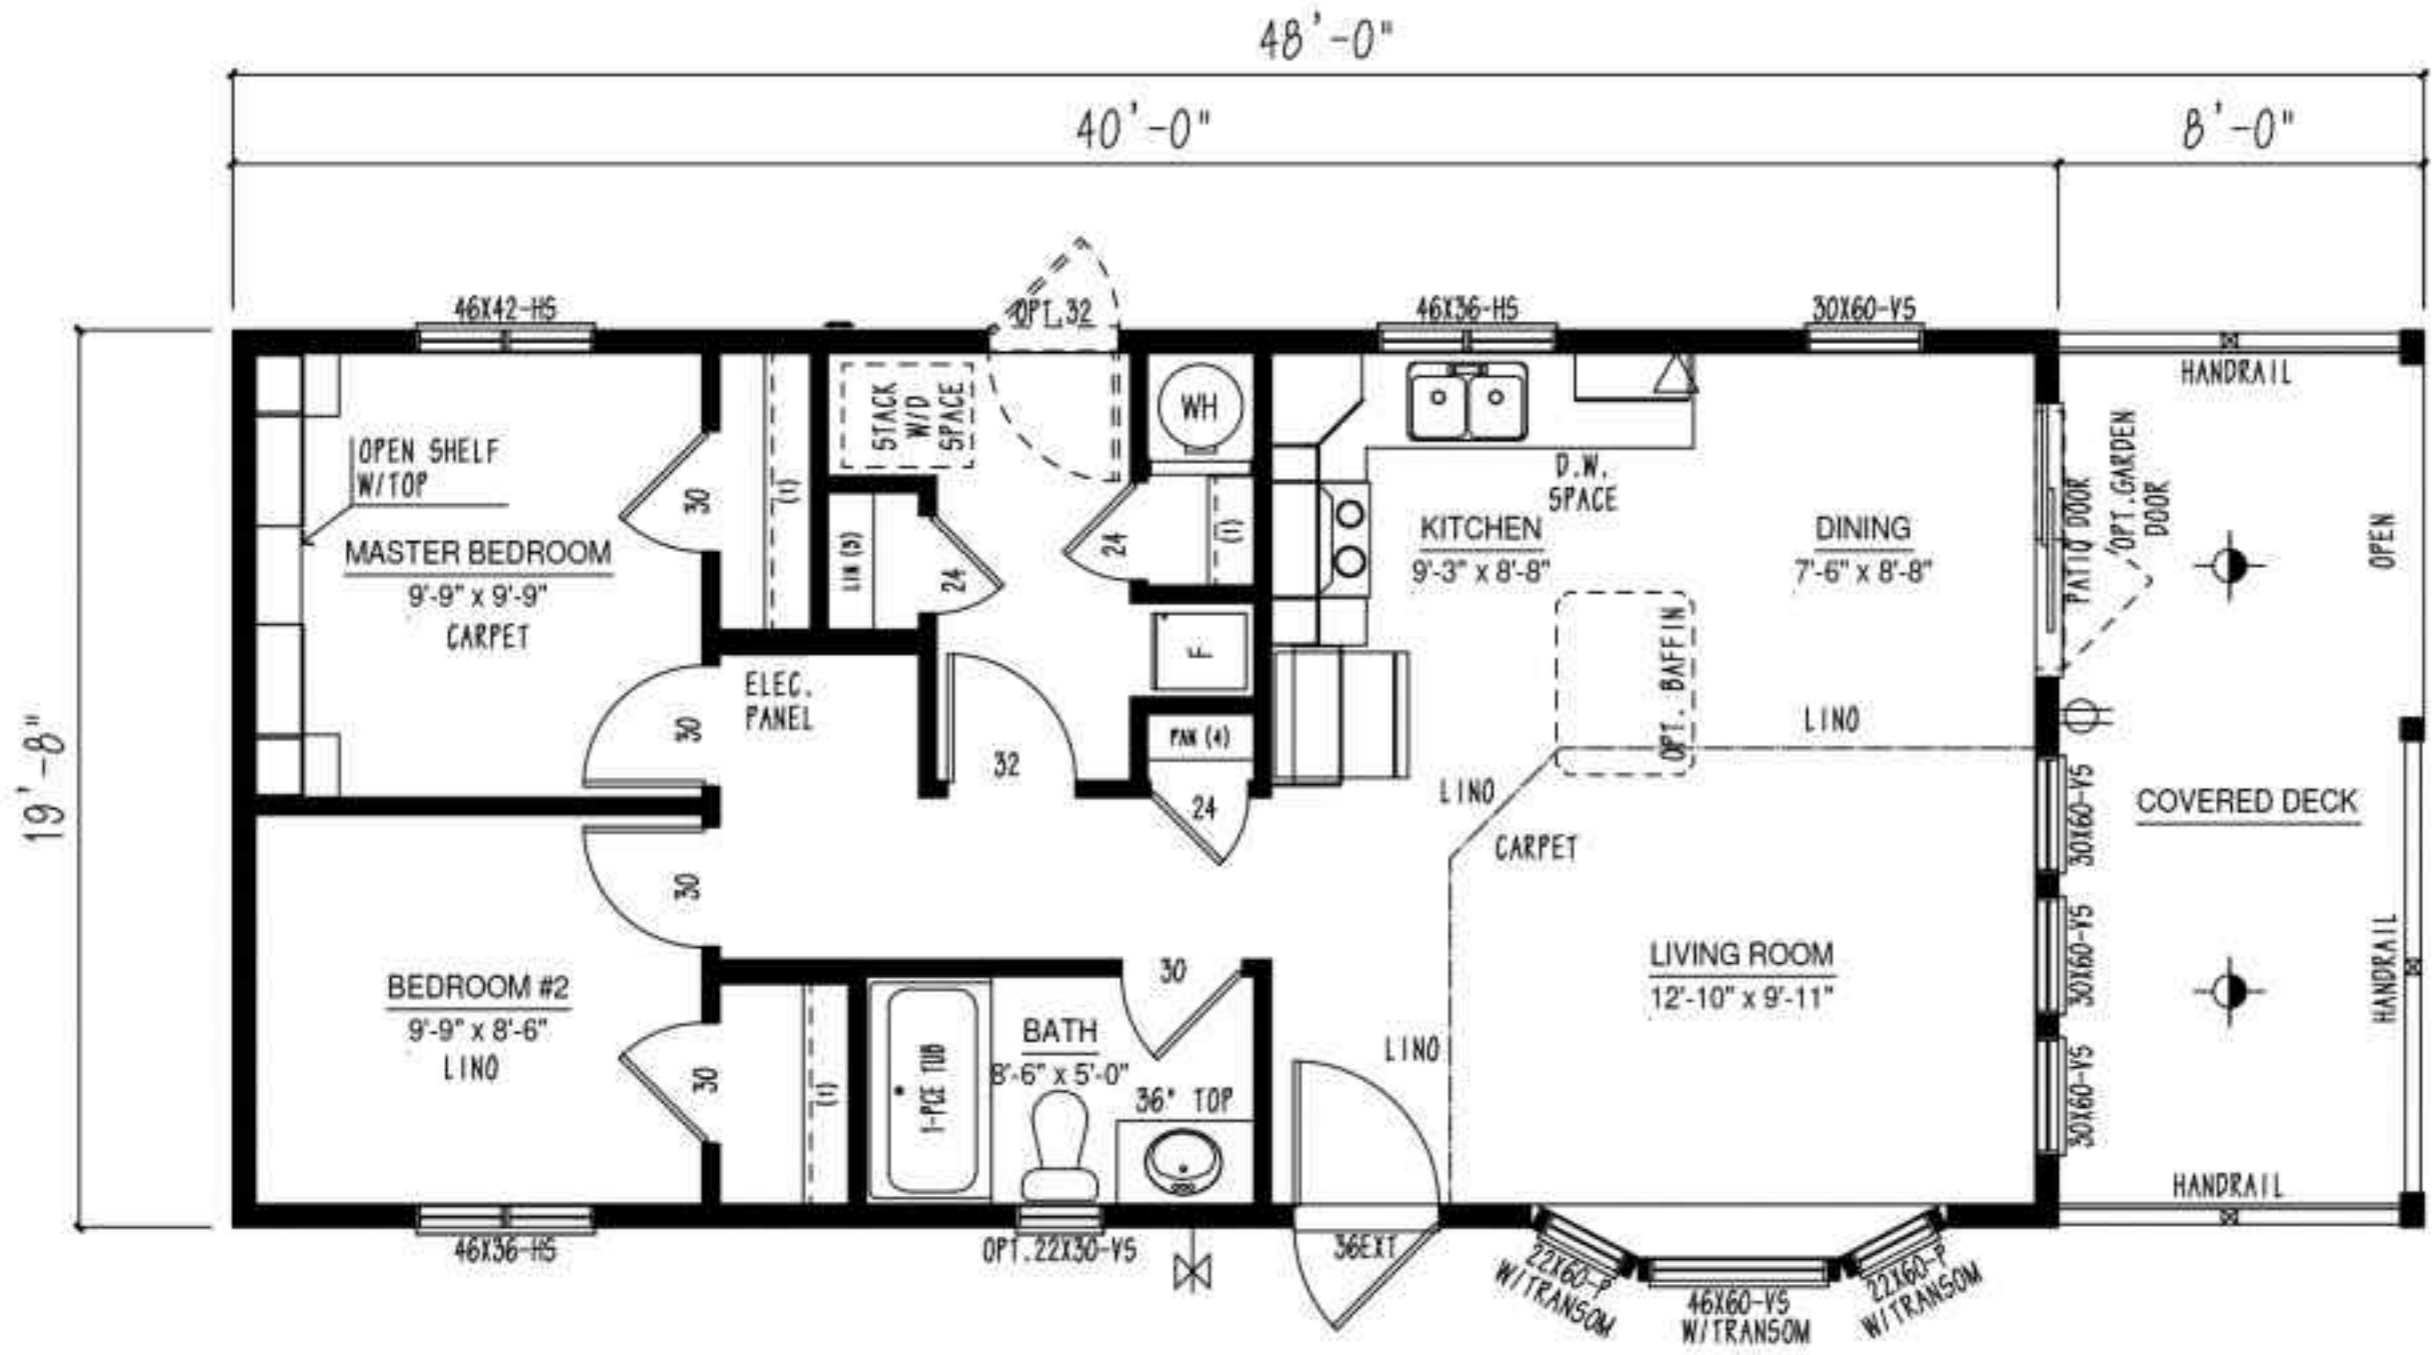 48'-0"
40'-0"
8'-0"
19'-8"
46X42-HS
OPT.32
46X36-HS
30X60-VS
HANDRAIL
STACK
W/D
SPACE
WH
OPEN SHELF
W/TOP
30
(1)
LIN (3)
24
24
(1)
D.W.
SPACE
PATIO DOOR
OPT.GARDEN
DOOR
OPEN
MASTER BEDROOM
9'-9" x 9'-9"
CARPET
KITCHEN
9'-3" x 8'-8"
DINING
7'-6" x 8'-8"
F
OPT. BAFFIN
ELEC.
PANEL
30
32
PAN (4)
24
LINO
LINO
CARPET
30X60-VS
COVERED DECK
30
30
BEDROOM #2
9'-9" x 8'-6"
LINO
30
(1)
1-PCE TUB
BATH
8'-6" x 5'-0"
36" TOP
LINO
LIVING ROOM
12'-10" x 9'-11"
30X60-VS
30X60-VS
HANDRAIL
HANDRAIL
46X36-HS
OPT.22X30-VS
36EXT
22X60-P
W/TRANSOM
46X60-VS
W/TRANSOM
22X60-P
W/TRANSOM